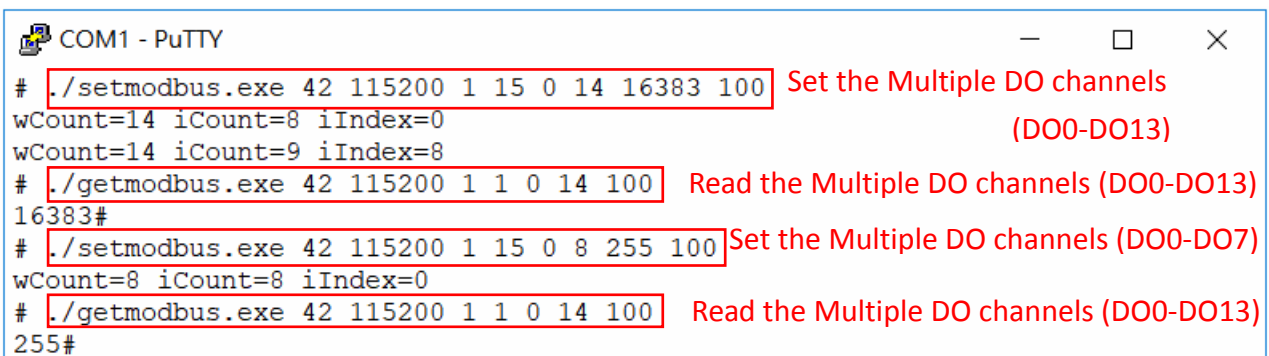 COM1 - PuTTY
# ./setmodbus.exe 42 115200 1 15 0 14 16383 100 Set the Multiple DO channels
wCount=14 iCount=8 iIndex=0 (DO0-DO13)
wCount=14 iCount=9 iIndex=8
# ./getmodbus.exe 42 115200 1 1 0 14 100 Read the Multiple DO channels (DO0-DO13)
16383#
# ./setmodbus.exe 42 115200 1 15 0 8 255 100 Set the Multiple DO channels (DO0-DO7)
wCount=8 iCount=8 iIndex=0
# ./getmodbus.exe 42 115200 1 1 0 14 100 Read the Multiple DO channels (DO0-DO13)
255#